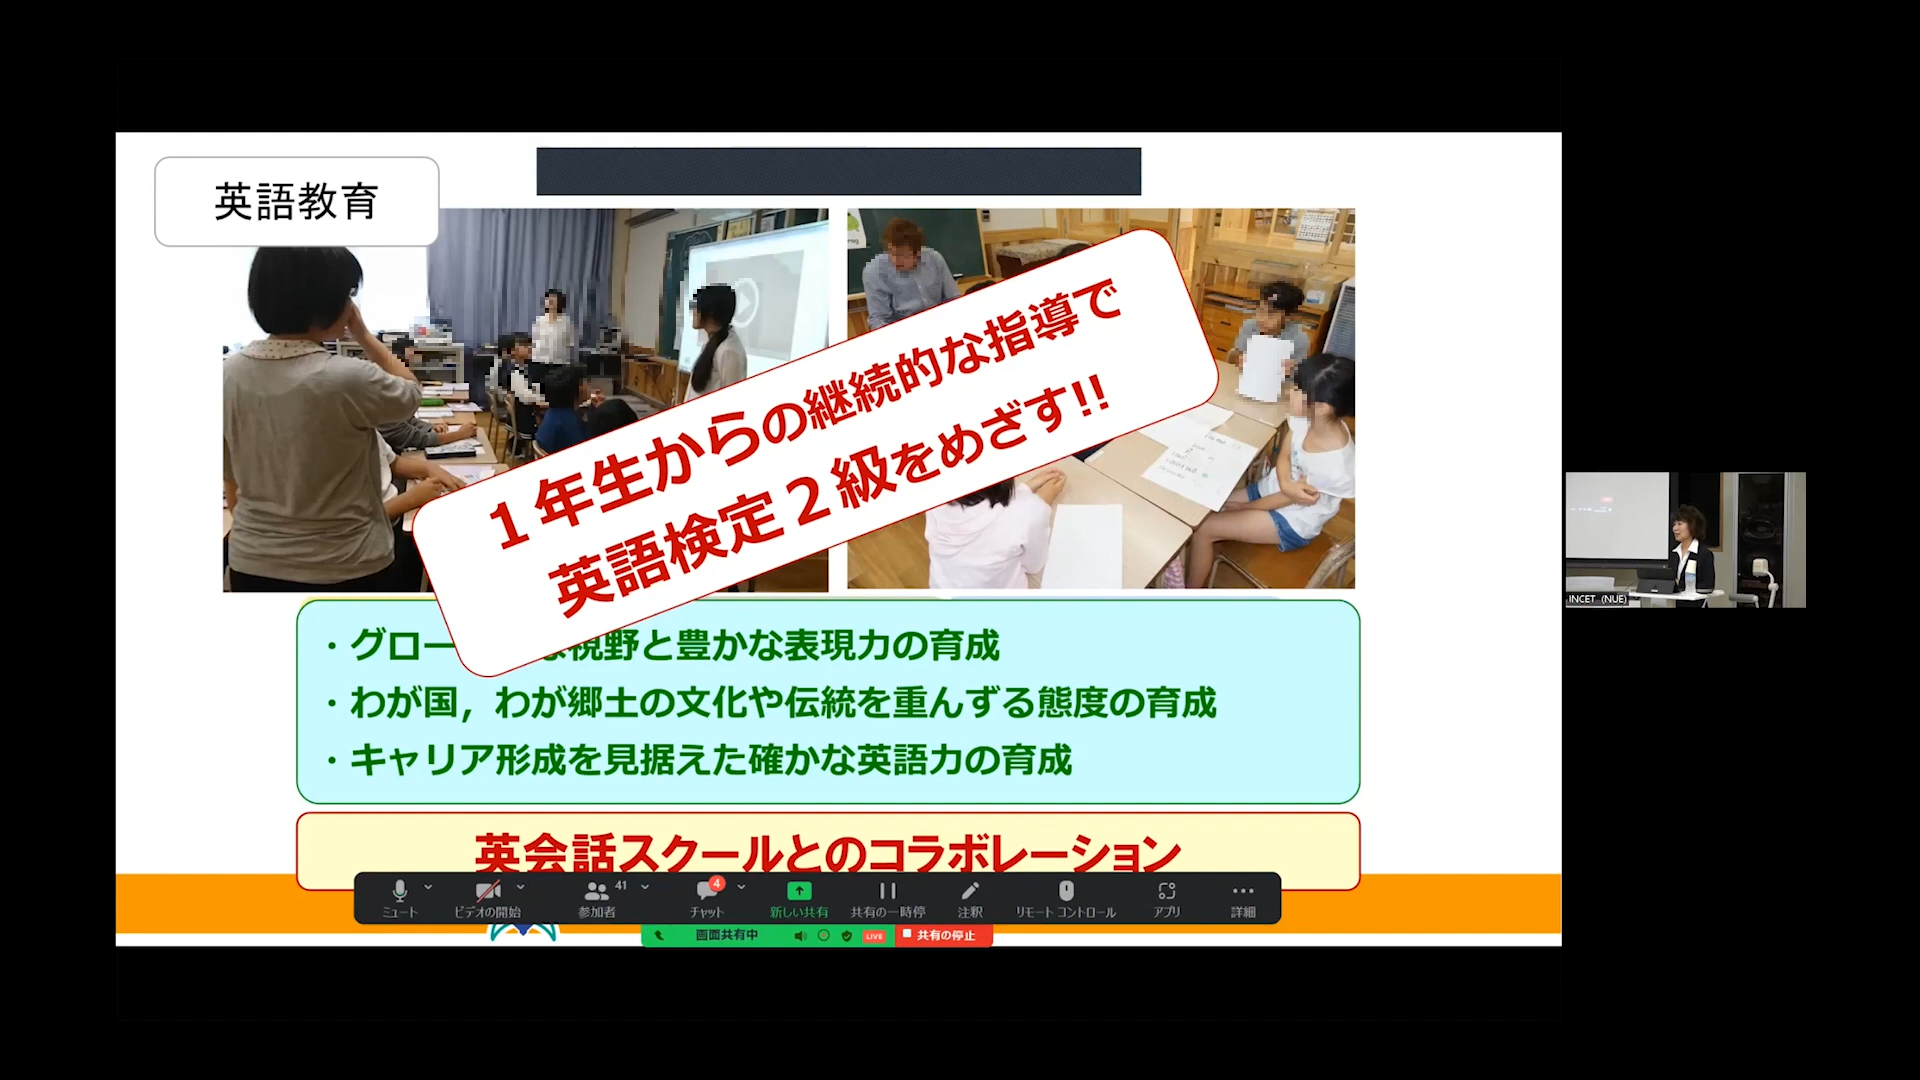 英語教育
1年生からの継続的な指導で
英語検定2級をめざす!!
・グロー
視野と豊かな表現力の育成
・わが国，わが郷土の文化や伝統を重んずる態度の育成
・キャリア形成を見据えた確かな英語力の育成
英会話スクールとのコラボレーション
INCET (NUE)
ミュート
ビデオの開始
41
参加者
4
チャット
新しい共有
共有の一時停
注釈
リモート コントロール
アプリ
詳細
画面共有中
LIVE
共有の停止